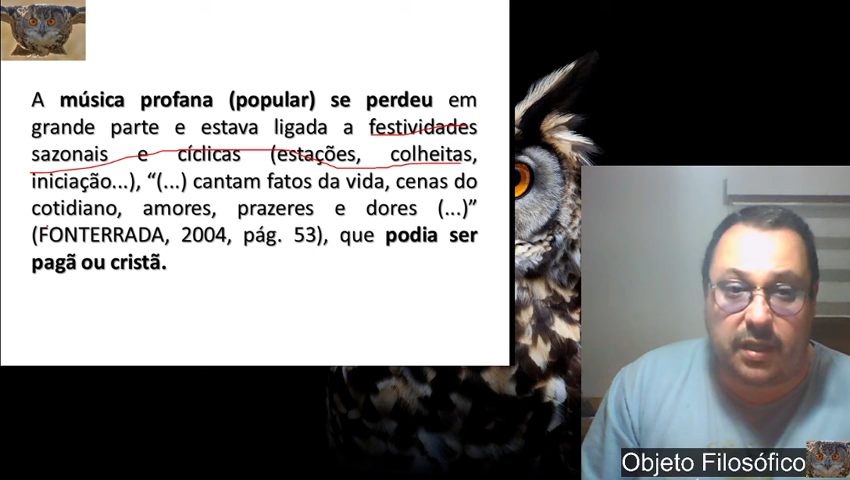 A música profana (popular) se perdeu em
grande parte e estava ligada a festividades
sazonais e cíclicas (estações, colheitas,
iniciação...), “(...) cantam fatos da vida, cenas do
cotidiano, amores, prazeres e dores (...)”
(FONTERRADA, 2004, pág. 53), que podia ser
pagã ou cristã.
Objeto Filosófico